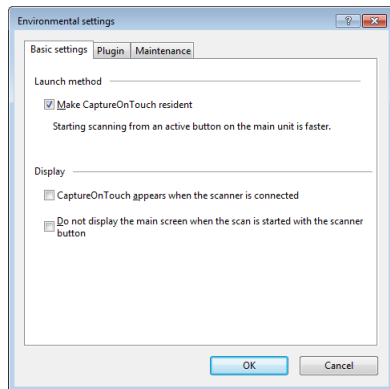 Environmental settings
?
Basic settings Plugin Maintenance
Launch method
Make CaptureOnTouch resident
Starting scanning from an active button on the main unit is faster.
Display
CaptureOnTouch appears when the scanner is connected
Do not display the main screen when the scan is started with the scanner
button
OK Cancel